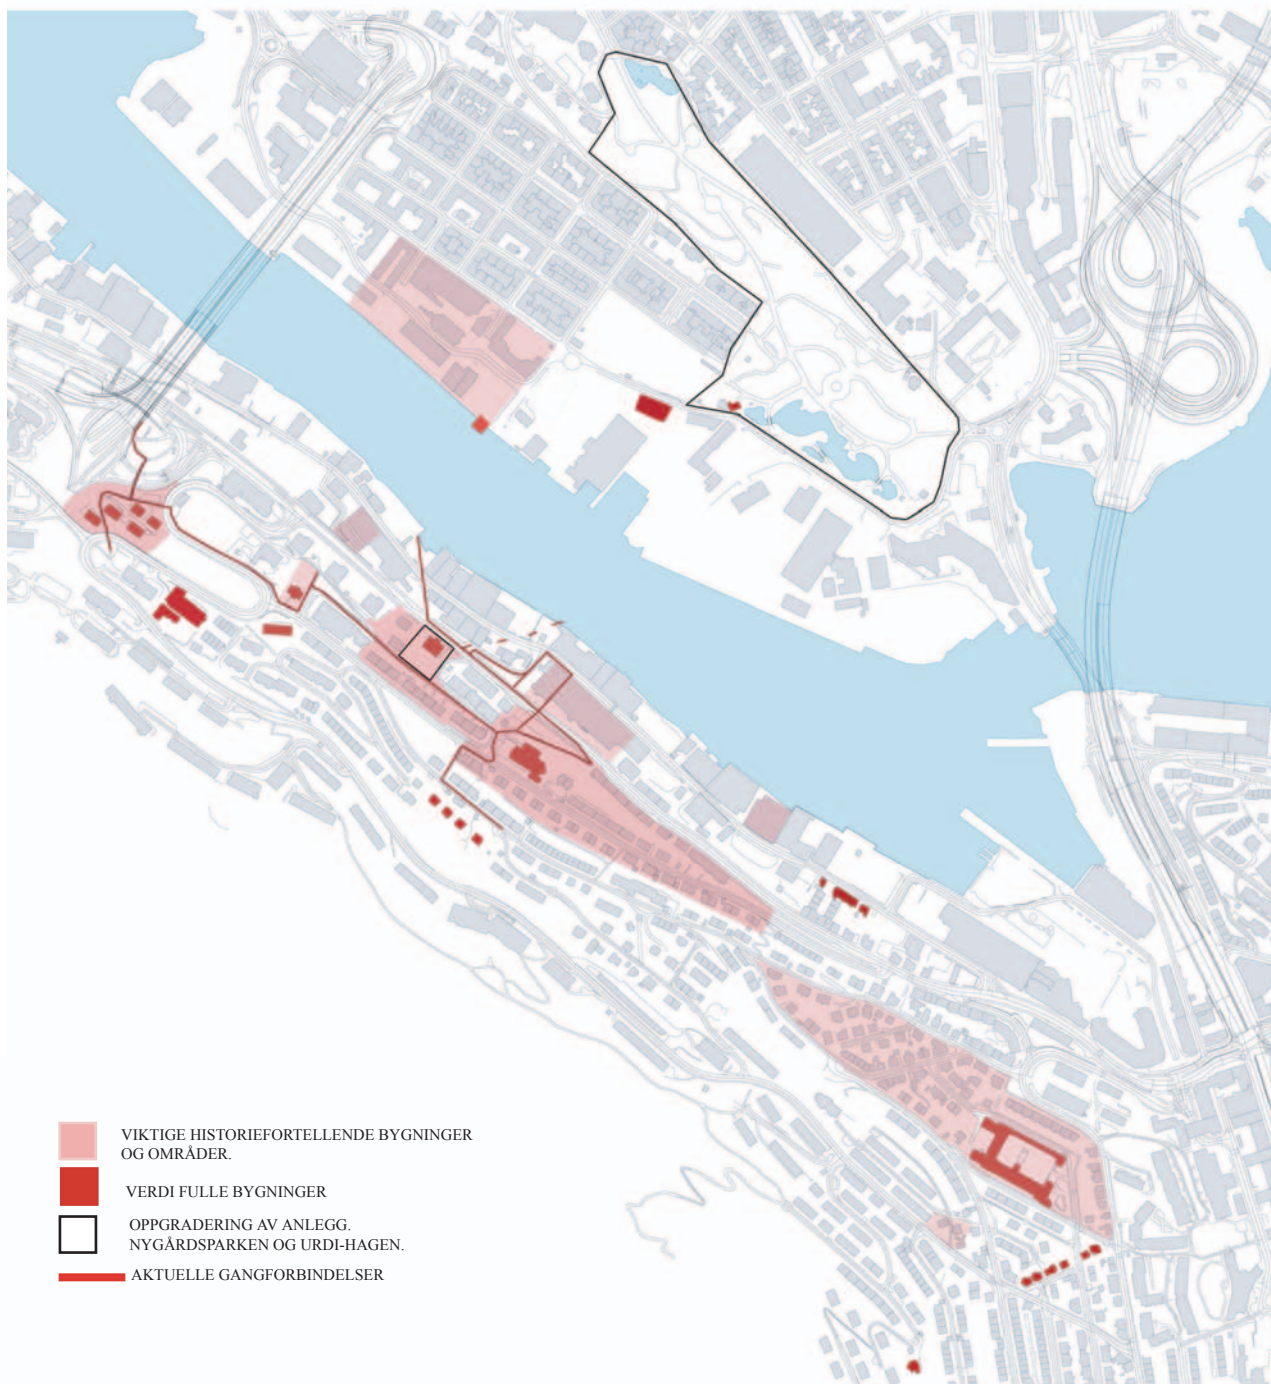 VIKTIGE HISTORIEFORTELLENDE BYGNINGER
OG OMRÅDER.
VERDI FULLE BYGNINGER
OPPGRADERING AV ANLEGG.
NYGÅRDSPARKEN OG URDI-HAGEN.
AKTUELLE GANGFORBINDELSER